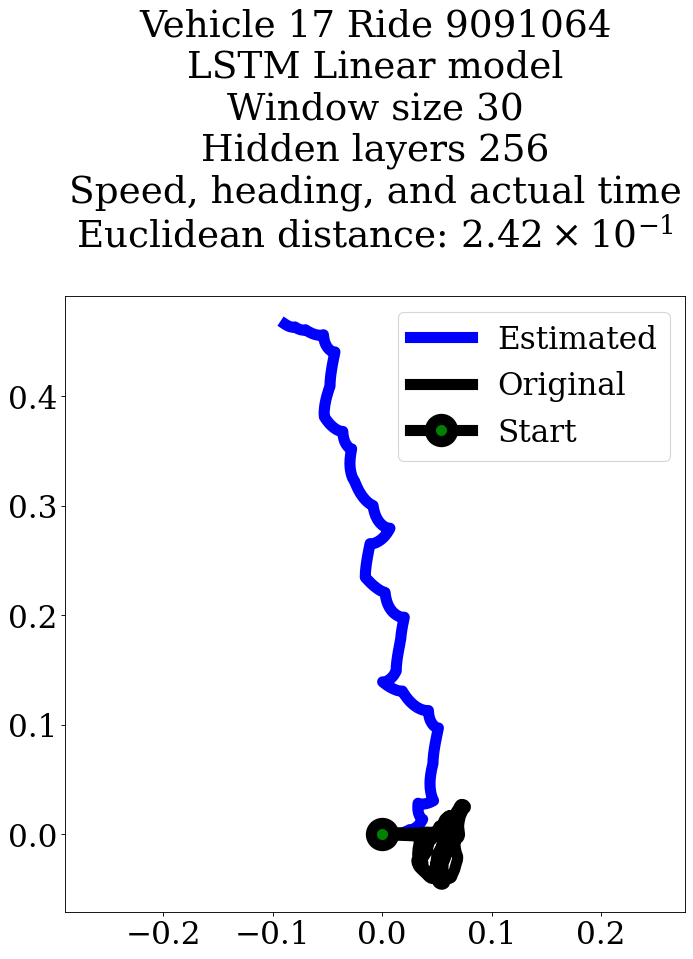 Vehicle 17 Ride 9091064
LSTM Linear model
Window size 30
Hidden layers 256
Speed, heading, and actual time
Euclidean distance: 2.42 × 10⁻¹
Estimated
Original
Start
0.4
0.3
0.2
0.1
0.0
−0.2
−0.1
0.0
0.1
0.2